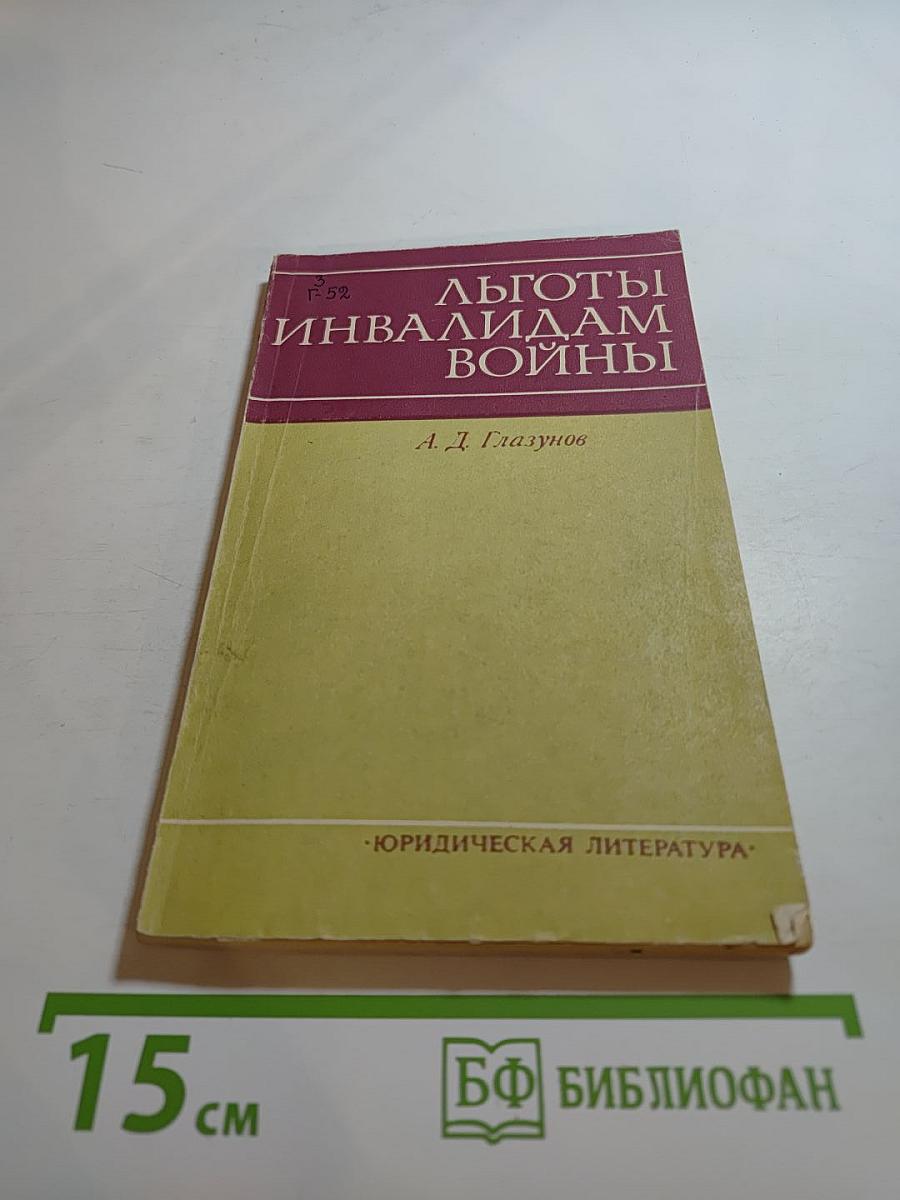 3
Г-52
ЛЬГОТЫ
ИНВАЛИДАМ
ВОЙНЫ
А. Д. Глазунов
·ЮРИДИЧЕСКАЯ ЛИТЕРАТУРА·
15 см
БФ БИБЛИОФАН